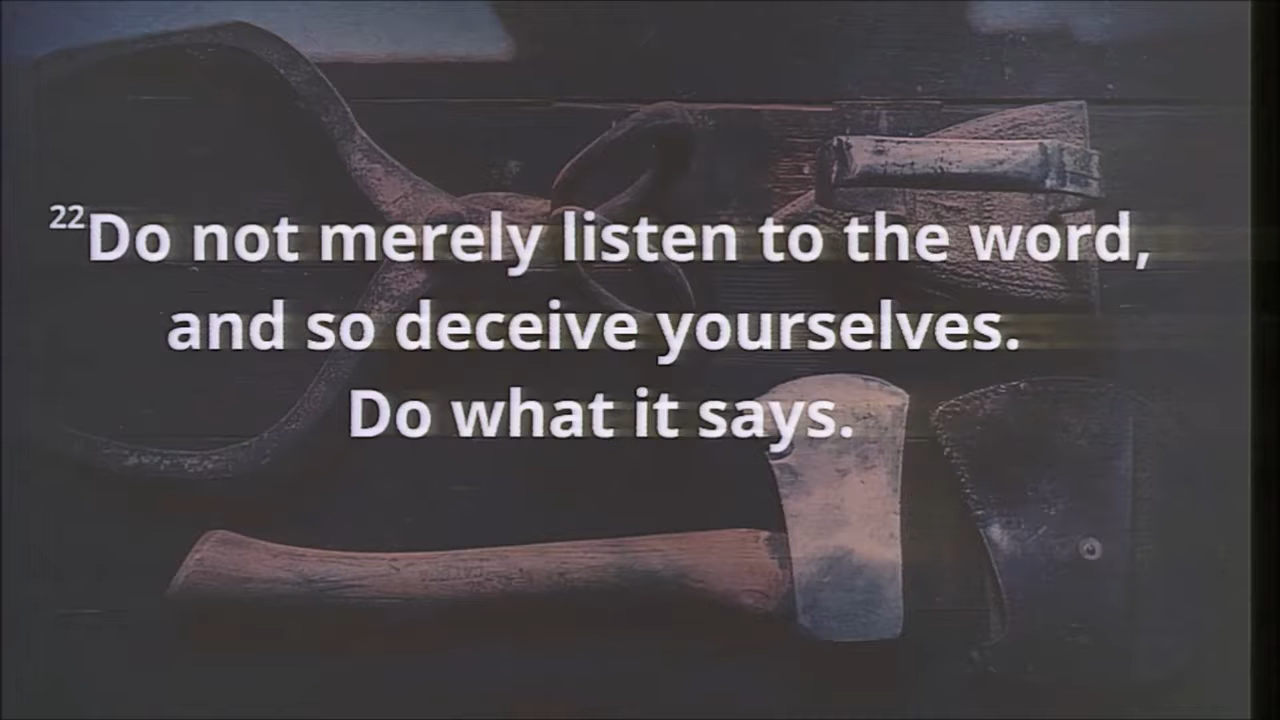 22Do not merely listen to the word,
and so deceive yourselves.
Do what it says.